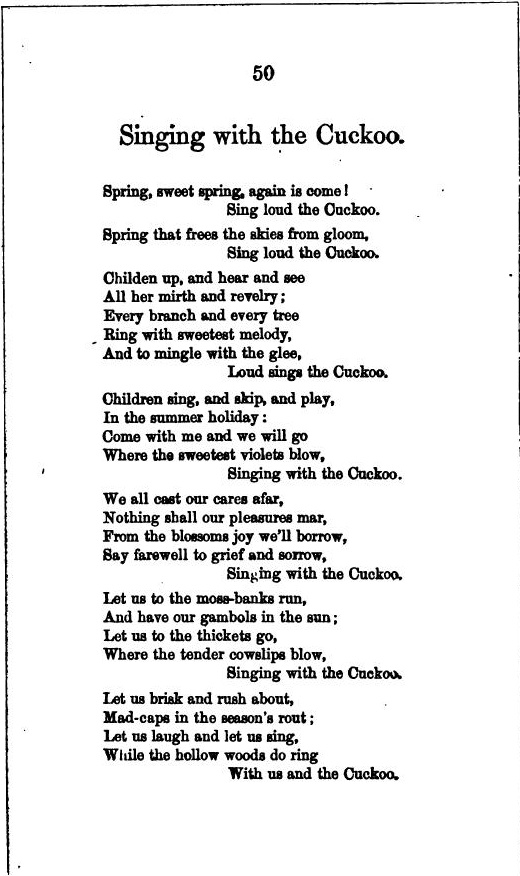 50
Singing with the Cuckoo.
Spring, sweet spring, again is come!
Sing loud the Cuckoo.
Spring that frees the skies from gloom,
Sing loud the Cuckoo.
Childen up, and hear and see
All her mirth and revelry;
Every branch and every tree
Ring with sweetest melody,
And to mingle with the glee,
Loud sings the Cuckoo.
Children sing, and skip, and play,
In the summer holiday:
Come with me and we will go
Where the sweetest violets blow,
Singing with the Cuckoo.
We all cast our cares afar,
Nothing shall our pleasures mar,
From the blossoms joy we'll borrow,
Say farewell to grief and sorrow,
Singing with the Cuckoo.
Let us to the moss-banks run,
And have our gambols in the sun;
Let us to the thickets go,
Where the tender cowslips blow,
Singing with the Cuckoo.
Let us brisk and rush about,
Mad-caps in the season's rout;
Let us laugh and let us sing,
While the hollow woods do ring
With us and the Cuckoo.